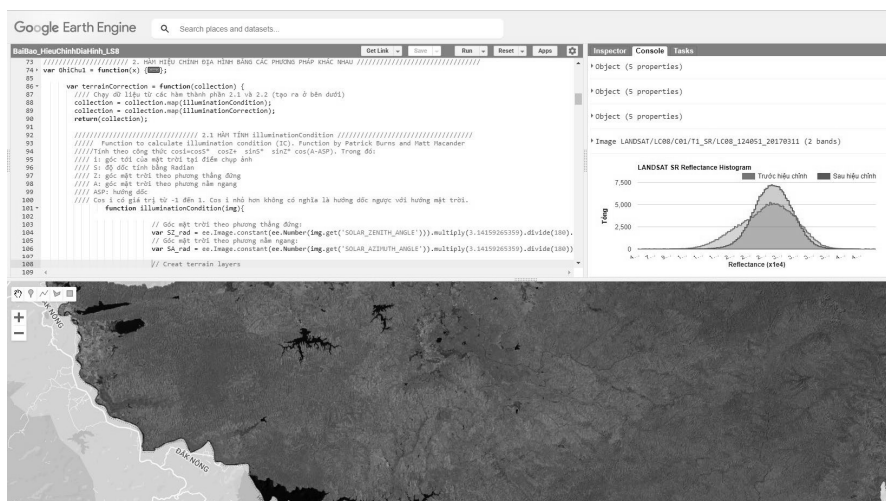 Google Earth Engine
Search places and datasets...
BaiBao_HieuChinhDiaHinh_LS8
Get Link Save Run Reset Apps
Inspector Console Tasks
73 ///////////////////// 2. HÀM HIỆU CHỈNH ĐỊA HÌNH BẰNG CÁC PHƯƠNG PHÁP KHÁC NHAU /////////////////////////////////
74 var GhiChu1 = function(x) {};
85
86 var terrainCorrection = function(collection) {
87 //// Chạy dữ liệu từ các hàm thành phần 2.1 và 2.2 (tạo ra ở bên dưới)
88 collection = collection.map(illuminationCondition);
89 collection = collection.map(illuminationCorrection);
90 return(collection);
91
92 //////////////////////////////// 2.1 HÀM TÍNH illuminationCondition ////////////////////////////////////
93 ///// Function to calculate illumination condition (IC). Function by Patrick Burns and Matt Macander
94 ////Tính theo công thức cosi=cosS* cosZ+ sinS* sinZ* cos(A-ASP). Trong đó:
95 //// i: góc tới của mặt trời tại điểm chụp ảnh
96 //// S: độ dốc tính bằng Radian
97 //// Z: góc mặt trời theo phương thẳng đứng
98 //// A: góc mặt trời theo phương nằm ngang
99 //// ASP: hướng dốc
100 //// Cos i có giá trị từ -1 đến 1. Cos i nhỏ hơn không có nghĩa là hướng dốc ngược với hướng mặt trời.
101 function illuminationCondition(img){
102
103 // Góc mặt trời theo phương thẳng đứng:
104 var SZ_rad = ee.Image.constant(ee.Number(img.get('SOLAR_ZENITH_ANGLE'))).multiply(3.14159265359).divide(180).
105 // Góc mặt trời theo phương nằm ngang:
106 var SA_rad = ee.Image.constant(ee.Number(img.get('SOLAR_AZIMUTH_ANGLE')).multiply(3.14159265359).divide(180))
107
108 // Creat terrain layers
109
Object (5 properties)
Object (5 properties)
Object (5 properties)
Image LANDSAT/LC08/C01/T1_SR/LC08_124051_20170311 (2 bands)
LANDSAT SR Reflectance Histogram
Trước hiệu chỉnh Sau hiệu chỉnh
Tổng
7,500
5,000
2,500
0
Reflectance (x1e4)
ĐẮK NÔNG
ĐẮK NÔNG